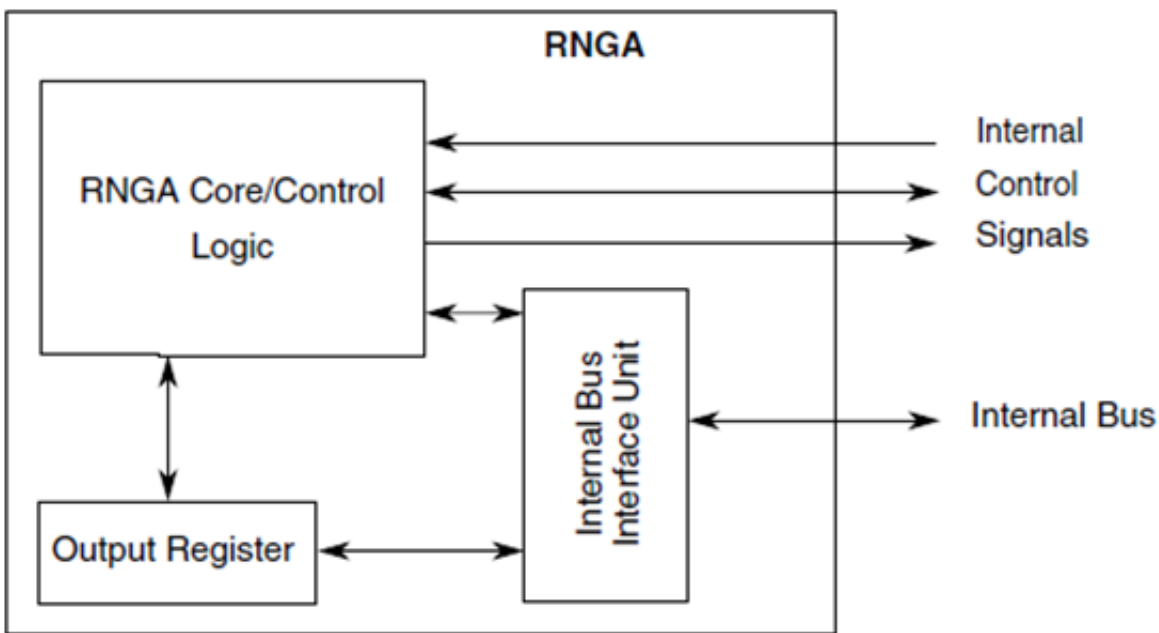 RNGA
RNGA Core/Control
Logic
Internal
Control
Signals
Internal Bus
Interface Unit
Internal Bus
Output Register